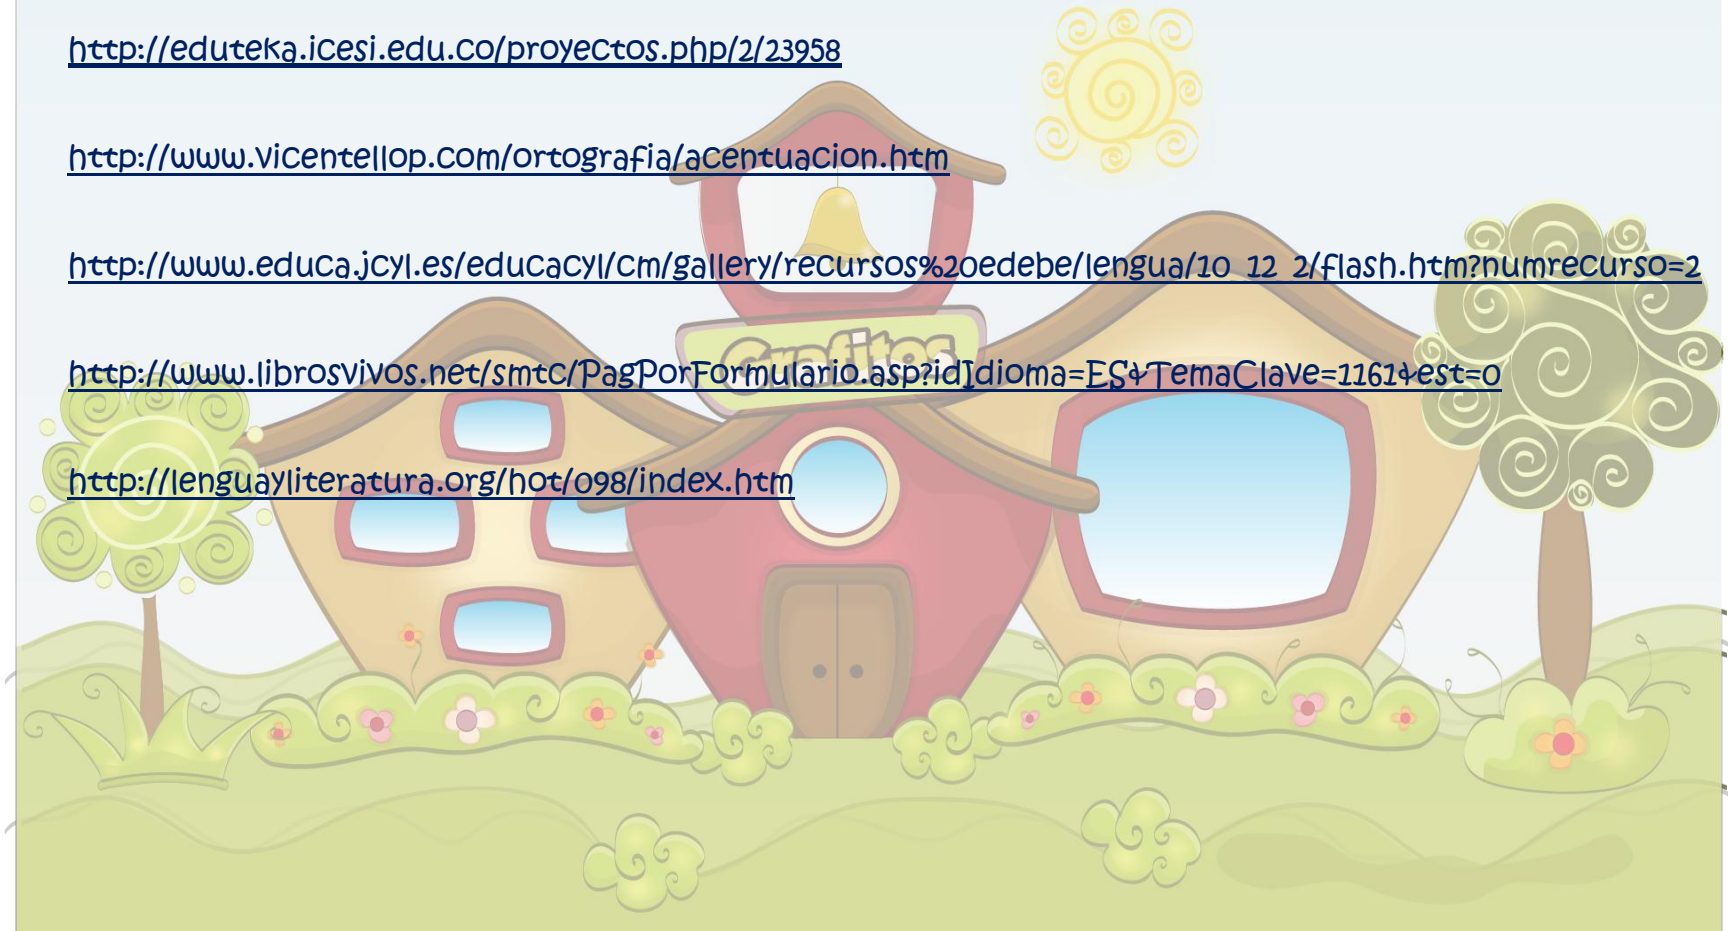 http://eduteka.icesi.edu.co/proyectos.php/2/23958
http://www.vicentellop.com/ortografia/acentuacion.htm
http://www.educa.jcyl.es/educacyl/cm/gallery/recursos%20edebe/lengua/10_12_2/flash.htm?numrecurso=2
Grafitos
http://www.librosvivos.net/smtc/PagPorFormulario.asp?idIdioma=ES&TemaClave=1161&est=0
http://lenguayliteratura.org/hot/098/index.htm